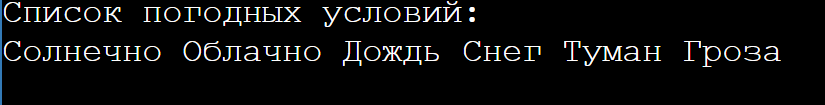 Список погодных условий:
Солнечно Облачно Дождь Снег Туман Гроза